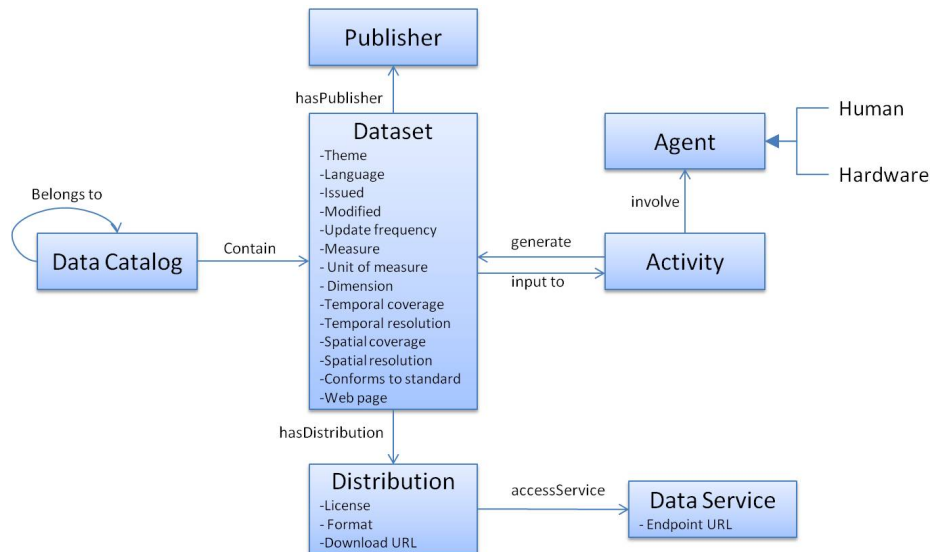 Publisher
hasPublisher
Dataset
-Theme
-Language
-Issued
-Modified
-Update frequency
-Measure
- Unit of measure
- Dimension
-Temporal coverage
-Temporal resolution
-Spatial coverage
-Spatial resolution
-Conforms to standard
-Web page
Belongs to
Data Catalog
Contain
Agent
Human
Hardware
involve
generate
input to
Activity
hasDistribution
Distribution
-License
- Format
-Download URL
accessService
Data Service
- Endpoint URL